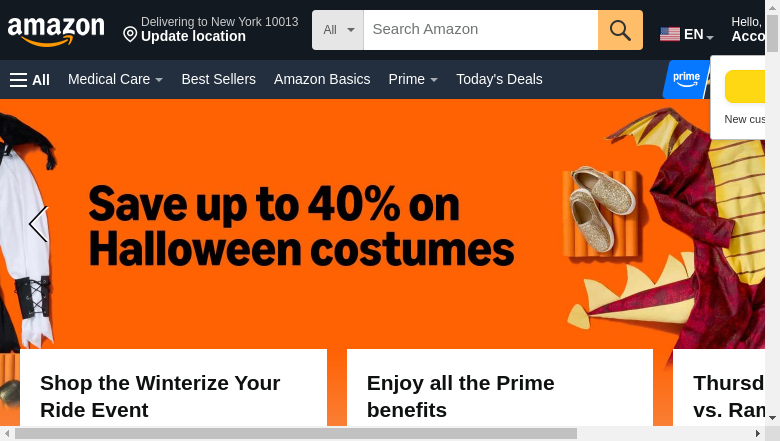 amazon
Delivering to New York 10013
Update location
All
Search Amazon
EN
Hello,
Acco
All
Medical Care
Best Sellers
Amazon Basics
Prime
Today's Deals
prime
New cus
Save up to 40% on
Halloween costumes
Shop the Winterize Your
Ride Event
Enjoy all the Prime
benefits
Thursd
vs. Ram